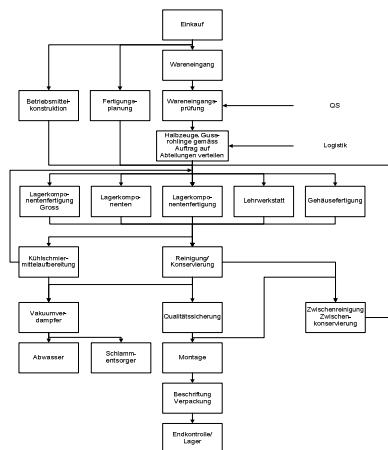 Einkauf
Wareneingang
Betriebsmittel-
konstruktion
Fertigungs-
planung
Wareneingangs-
prüfung
QS
Halbzeuge, Guss-
rohlinge gemäss
Auftrag auf
Abteilungen verteilen
Logistik
Lagerkompo-
nentenfertigung
Gross
Lagerkompo-
nenten
Lagerkompo-
nentenfertigung
Lehrwerkstatt
Gehäusefertigung
Kühlschmier-
mittelaufbereitung
Reinigung/
Konservierung
Vakuumver-
dampfer
Qualitätssicherung
Zwischenreinigung
Zwischen-
konservierung
Abwasser
Schlamm-
entsorger
Montage
Beschriftung
Verpackung
Endkontrolle/
Lager